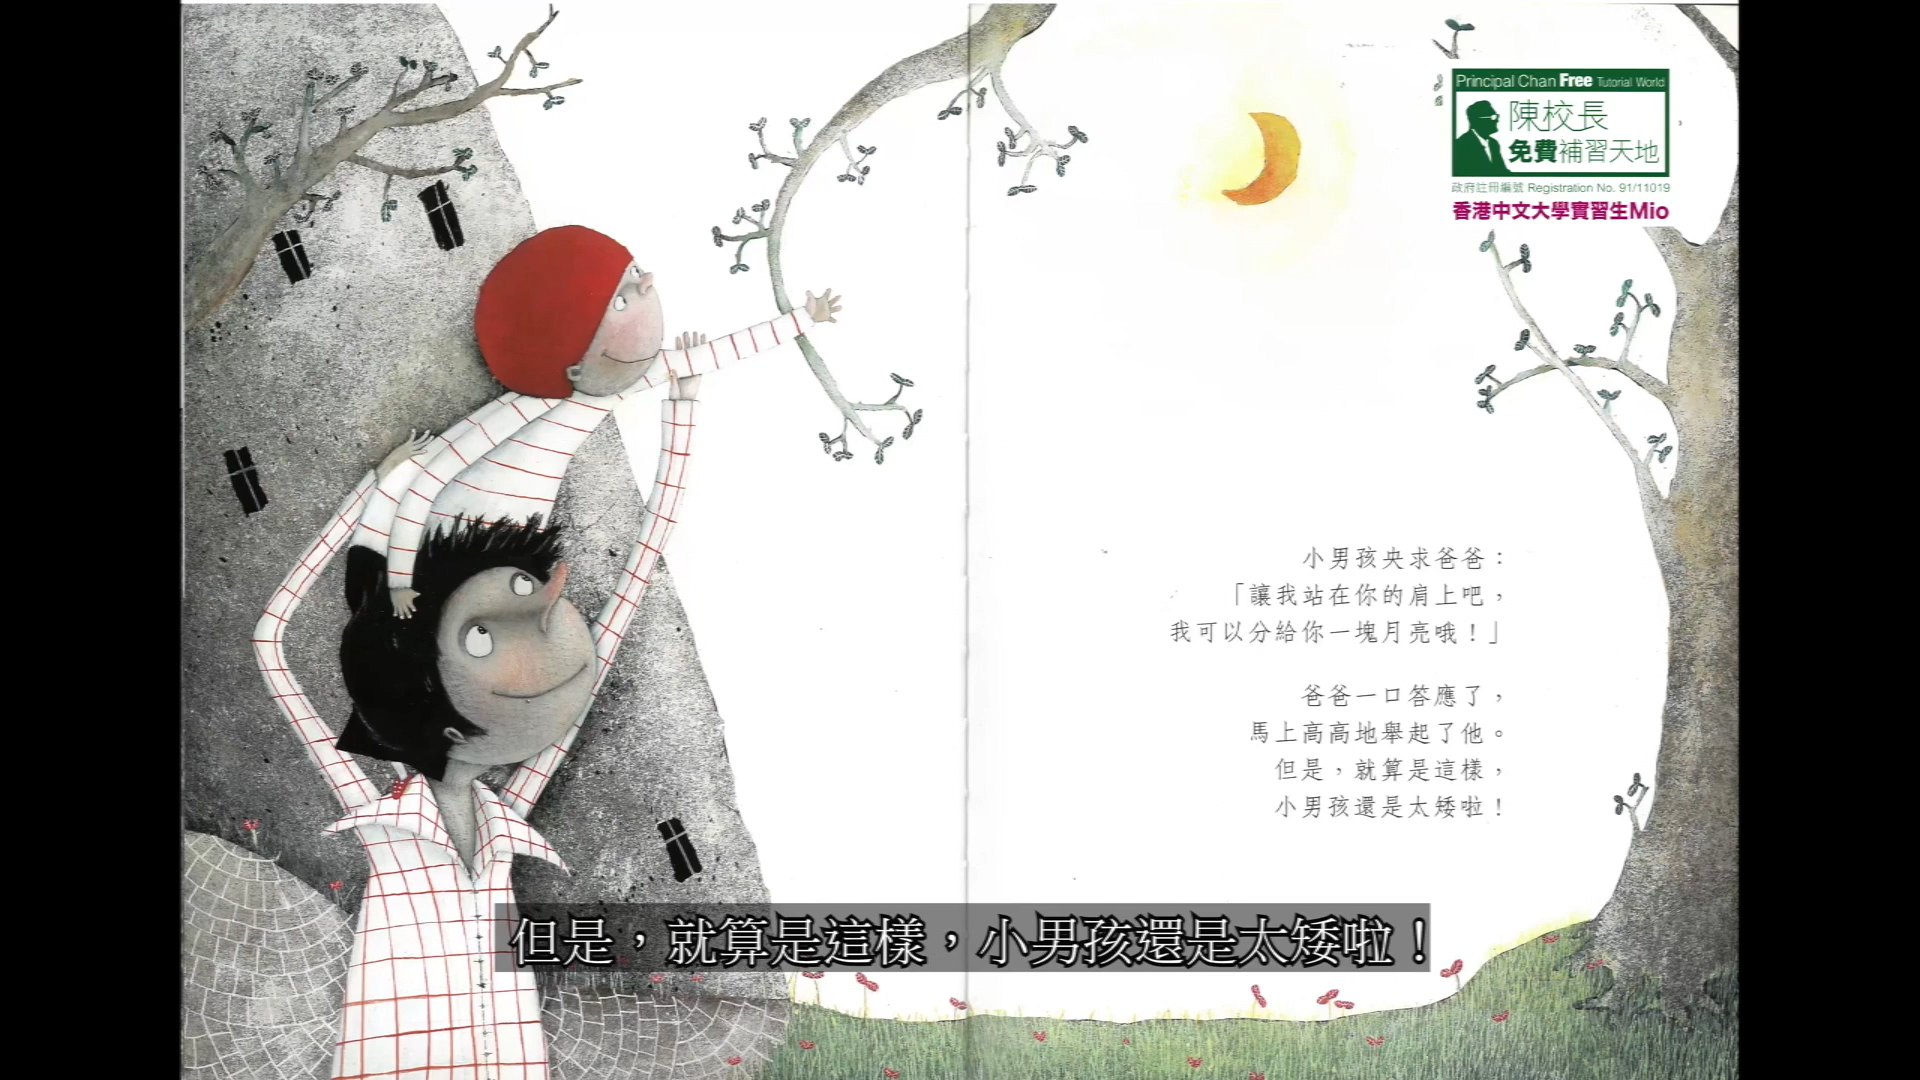 Principal Chan Free Tutorial World
陳校長
免費補習天地
政府註冊編號 Registration No. 91/11019
香港中文大學實習生Mio
小男孩央求爸爸：
「讓我站在你的肩上吧，
我可以分給你一塊月亮哦！」
爸爸一口答應了，
馬上高高地舉起了他。
但是，就算是這樣，
小男孩還是太矮啦！
但是，就算是這樣，小男孩還是太矮啦！